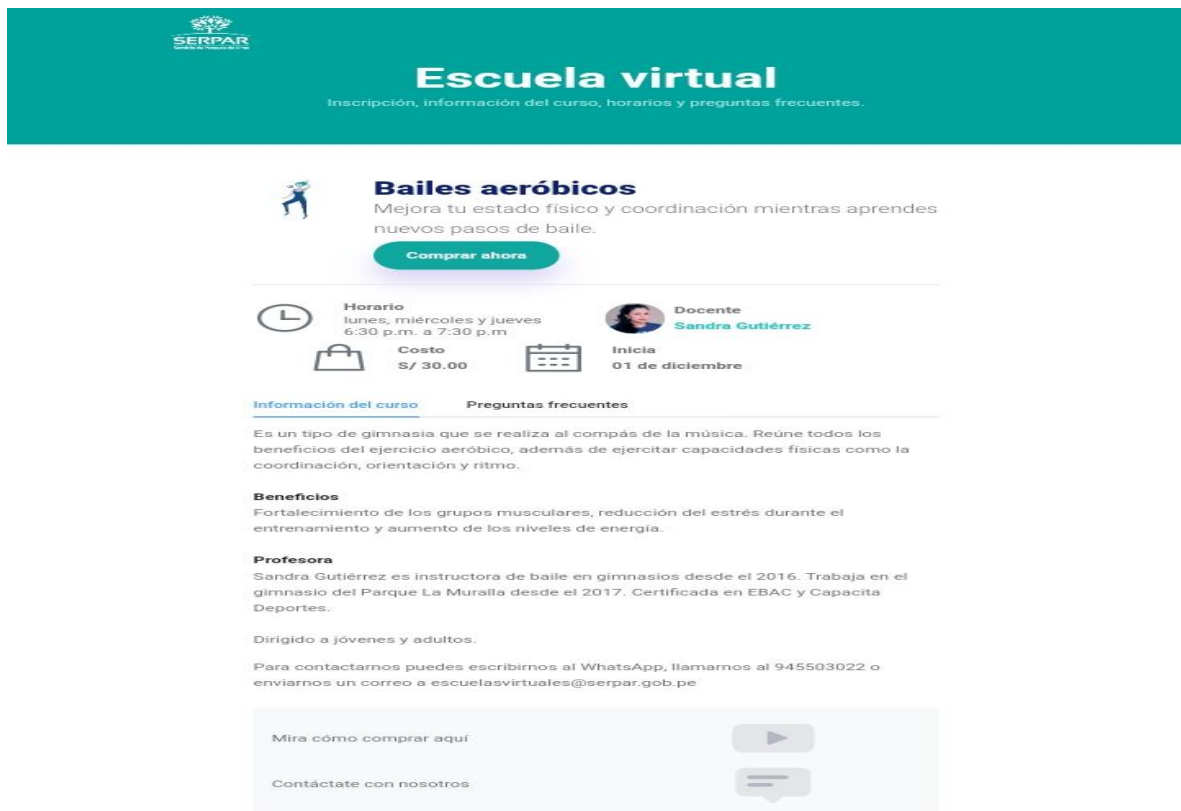 SERPAR
Escuela virtual
Inscripción, información del curso, horarios y preguntas frecuentes.
Bailes aeróbicos
Mejora tu estado físico y coordinación mientras aprendes
nuevos pasos de baile.
Comprar ahora
Horario
lunes, miércoles y jueves
6:30 p.m. a 7:30 p.m
Docente
Sandra Gutiérrez
Costo
S/ 30.00
Inicia
01 de diciembre
Información del curso
Preguntas frecuentes
Es un tipo de gimnasia que se realiza al compás de la música. Reúne todos los
beneficios del ejercicio aeróbico, además de ejercitar capacidades físicas como la
coordinación, orientación y ritmo.
Beneficios
Fortalecimiento de los grupos musculares, reducción del estrés durante el
entrenamiento y aumento de los niveles de energía.
Profesora
Sandra Gutiérrez es instructora de baile en gimnasios desde el 2016. Trabaja en el
gimnasio del Parque La Muralla desde el 2017. Certificada en EBAC y Capacita
Deportes.
Dirigido a jóvenes y adultos.
Para contactarnos puedes escribirnos al WhatsApp, llamarnos al 945503022 o
enviarnos un correo a escuelasvirtuales@serpar.gob.pe
Mira cómo comprar aquí
Contáctate con nosotros